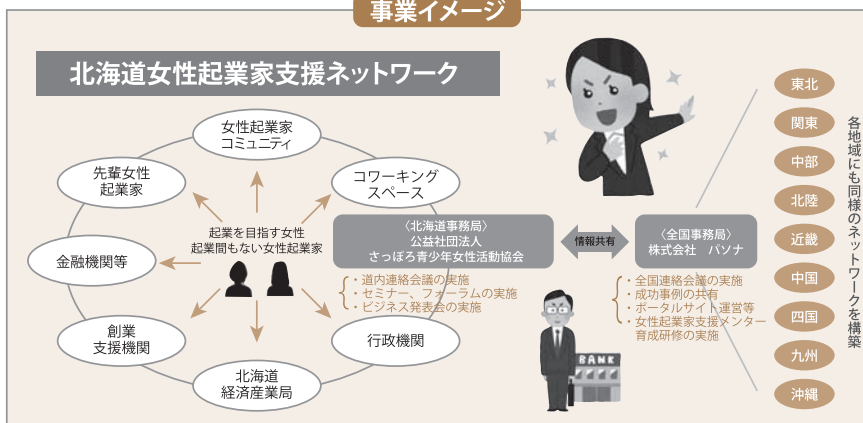 事業イメージ
北海道女性起業家支援ネットワーク
女性起業家
コミュニティ
先輩女性
起業家
コワーキング
スペース
起業を目指す女性
起業間もない女性起業家
金融機関等
創業
支援機関
北海道
経済産業局
行政機関
〈北海道事務局〉
公益社団法人
さっぽろ青少年女性活動協会
・道内連絡会議の実施
・セミナー、フォーラムの実施
・ビジネス発表会の実施
情報共有
〈全国事務局〉
株式会社 パソナ
・全国連絡会議の実施
・成功事例の共有
・ポータルサイト運営等
・女性起業家支援メンター
育成研修の実施
BANK
東北
関東
中部
北陸
近畿
中国
四国
九州
沖縄
各地域にも同様のネットワークを構築